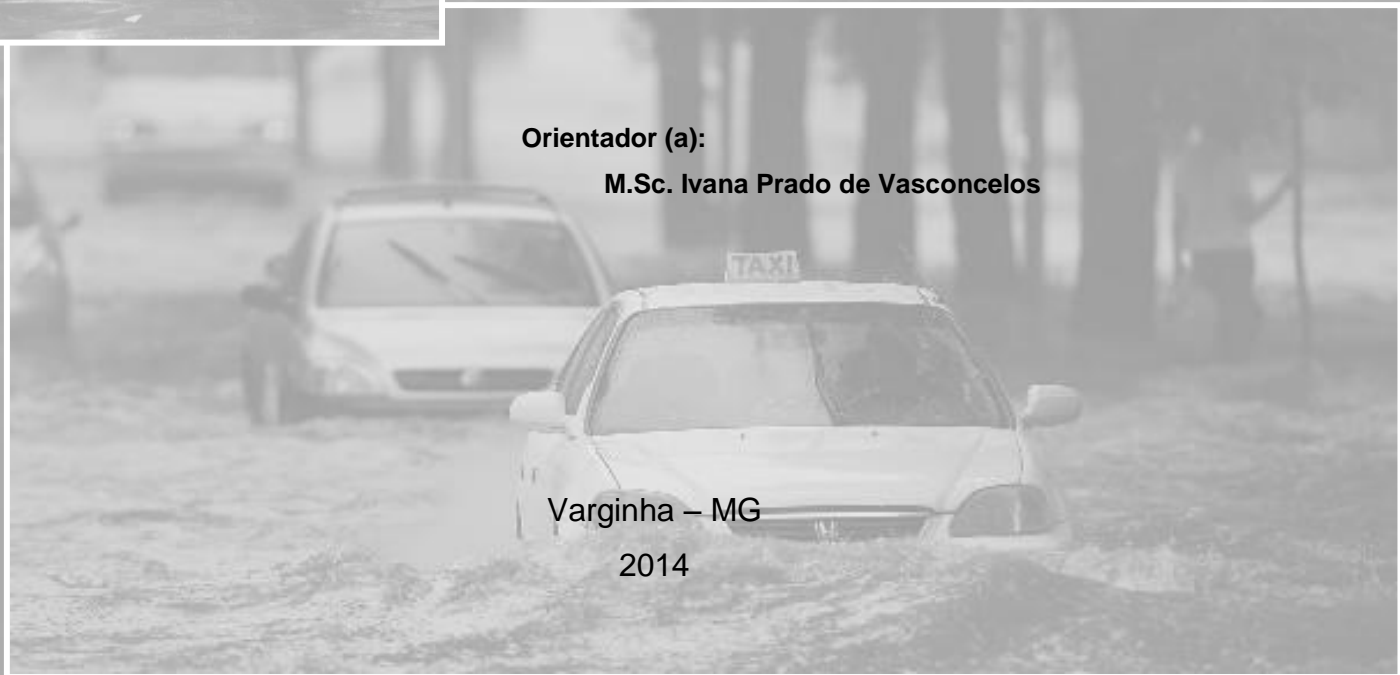 Orientador (a):
M.Sc. Ivana Prado de Vasconcelos
TAXI
Varginha – MG
2014